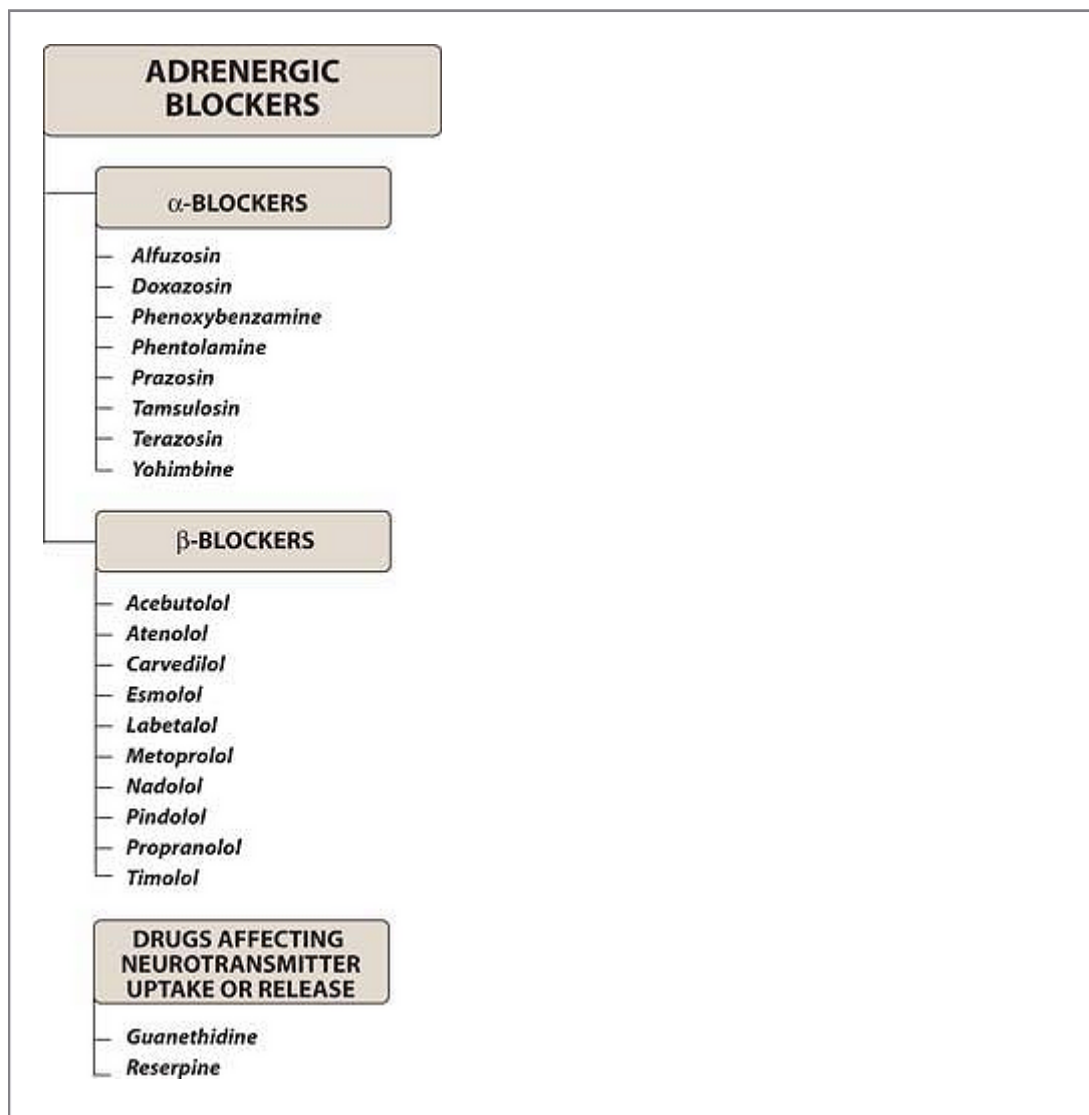 ADRENERGIC
BLOCKERS
α-BLOCKERS
Alfuzosin
Doxazosin
Phenoxybenzamine
Phentolamine
Prazosin
Tamsulosin
Terazosin
Yohimbine
β-BLOCKERS
Acebutolol
Atenolol
Carvedilol
Esmolol
Labetalol
Metoprolol
Nadolol
Pindolol
Propranolol
Timolol
DRUGS AFFECTING
NEUROTRANSMITTER
UPTAKE OR RELEASE
Guanethidine
Reserpine